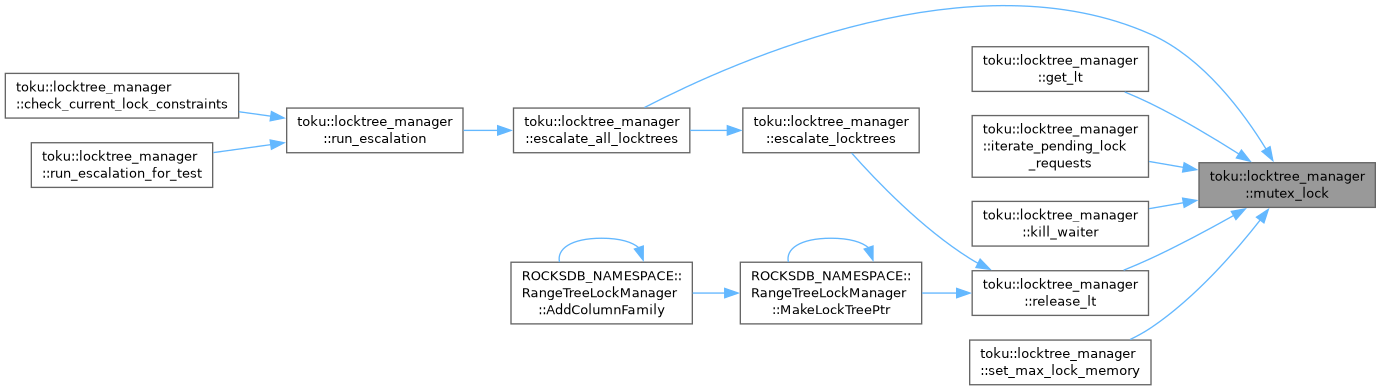 toku::locktree_manager
::check_current_lock_constraints
toku::locktree_manager
::run_escalation_for_test
toku::locktree_manager
::run_escalation
toku::locktree_manager
::escalate_all_locktrees
toku::locktree_manager
::escalate_locktrees
ROCKSDB_NAMESPACE::
RangeTreeLockManager
::AddColumnFamily
ROCKSDB_NAMESPACE::
RangeTreeLockManager
::MakeLockTreePtr
toku::locktree_manager
::get_lt
toku::locktree_manager
::iterate_pending_lock
_requests
toku::locktree_manager
::kill_waiter
toku::locktree_manager
::release_lt
toku::locktree_manager
::set_max_lock_memory
toku::locktree_manager
::mutex_lock